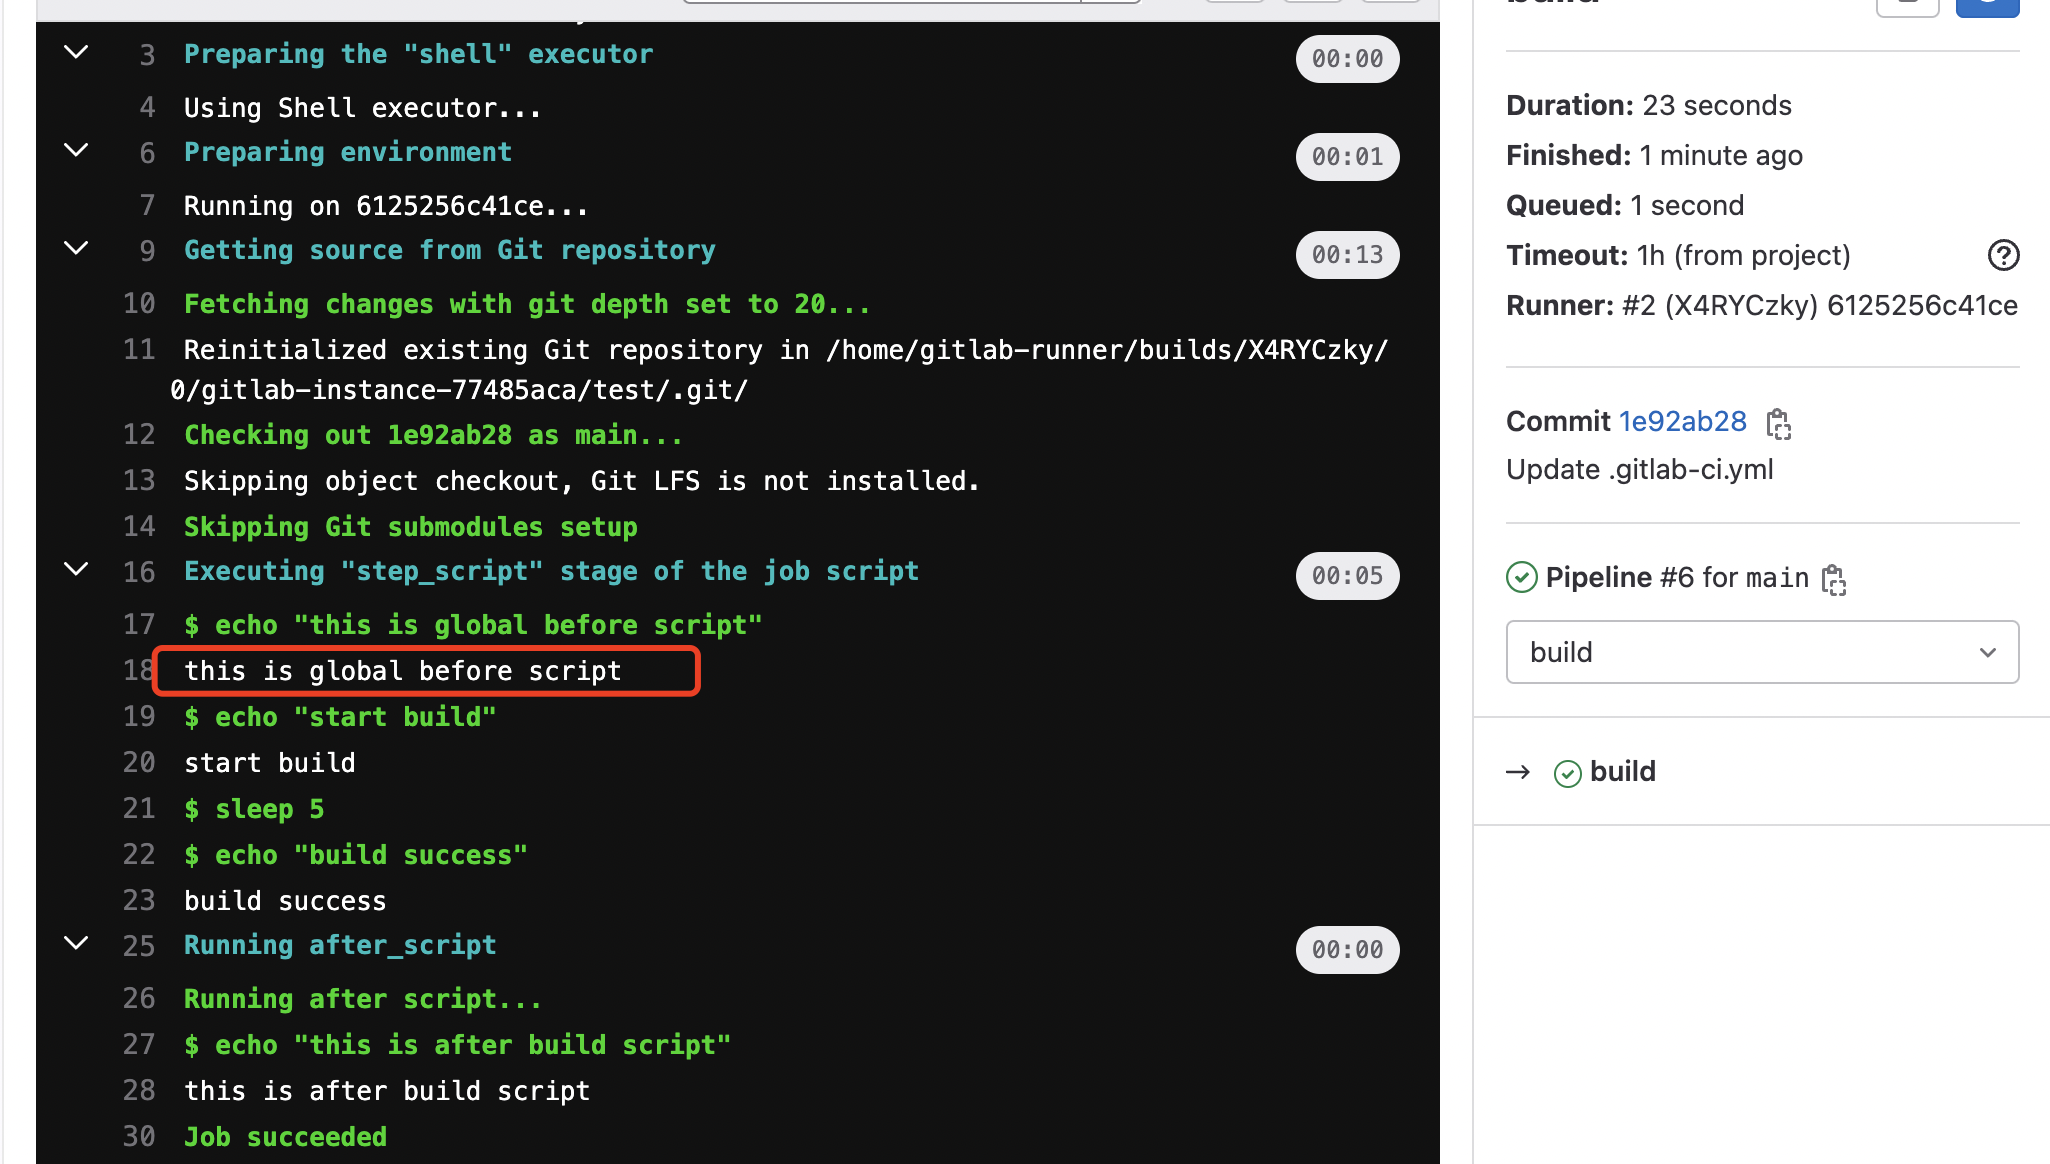 3 Preparing the "shell" executor 00:00
4 Using Shell executor...
6 Preparing environment 00:01
7 Running on 6125256c41ce...
9 Getting source from Git repository 00:13
10 Fetching changes with git depth set to 20...
11 Reinitialized existing Git repository in /home/gitlab-runner/builds/X4RYCzky/
0/gitlab-instance-77485aca/test/.git/
12 Checking out 1e92ab28 as main...
13 Skipping object checkout, Git LFS is not installed.
14 Skipping Git submodules setup
16 Executing "step_script" stage of the job script 00:05
17 $ echo "this is global before script"
18 this is global before script
19 $ echo "start build"
20 start build
21 $ sleep 5
22 $ echo "build success"
23 build success
25 Running after_script 00:00
26 Running after script...
27 $ echo "this is after build script"
28 this is after build script
30 Job succeeded
Duration: 23 seconds
Finished: 1 minute ago
Queued: 1 second
Timeout: 1h (from project)
Runner: #2 (X4RYCzky) 6125256c41ce
Commit 1e92ab28
Update .gitlab-ci.yml
Pipeline #6 for main
build
build